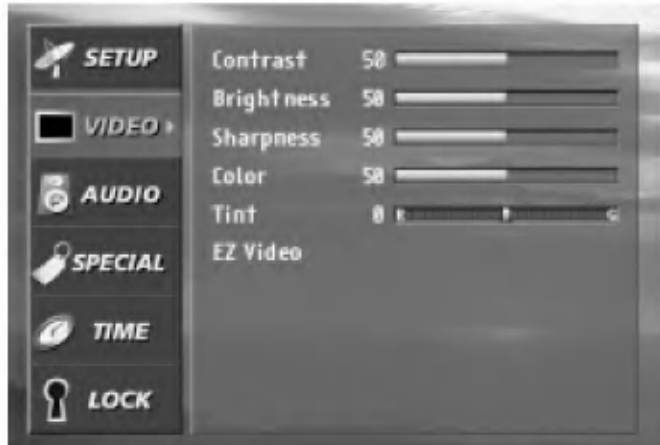 SETUP
VIDEO
AUDIO
SPECIAL
TIME
LOCK
Contrast 50
Brightness 50
Sharpness 50
Color 50
Tint 0 R G
EZ Video